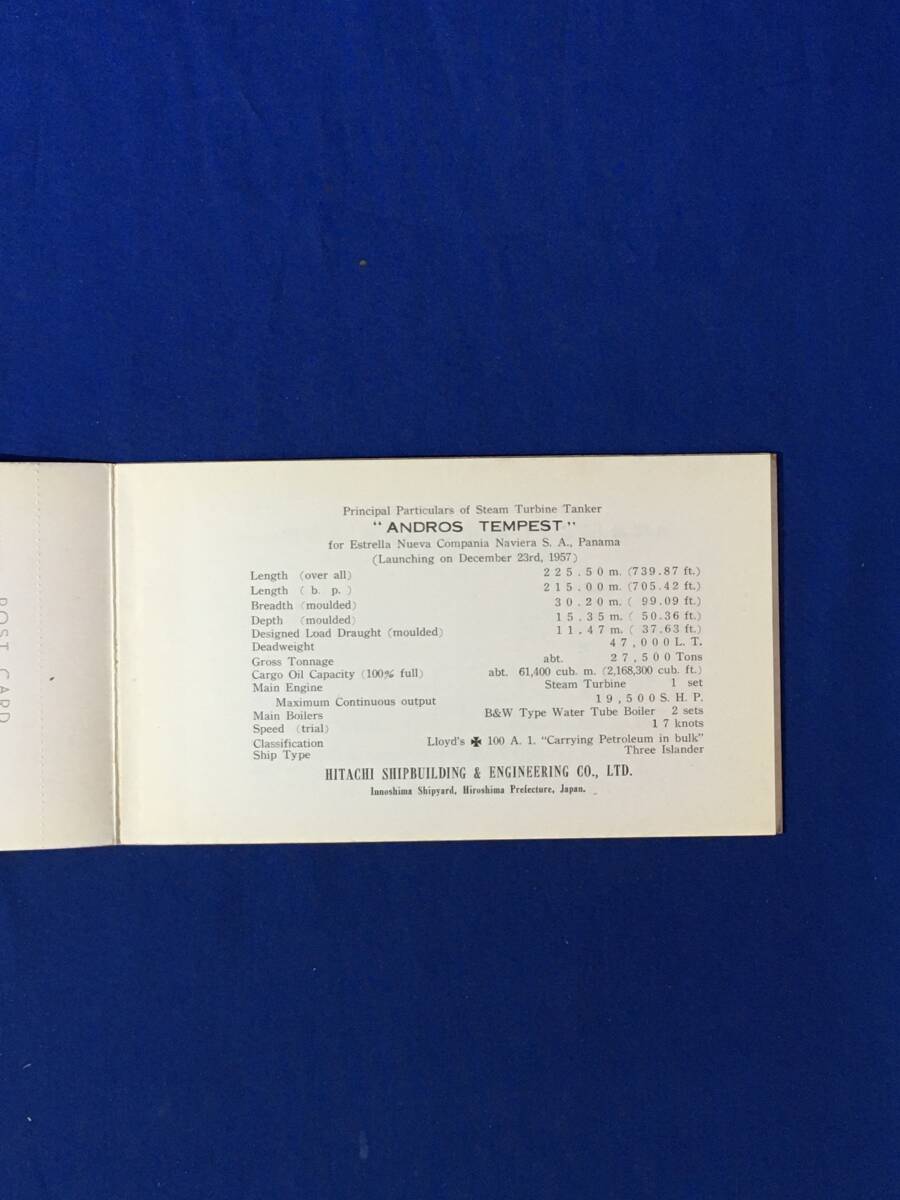 POST CARD
Principal Particulars of Steam Turbine Tanker
"ANDROS TEMPEST"
for Estrella Nueva Compania Naviera S. A., Panama
(Launching on December 23rd, 1957)
Length (over all) 225.50 m. (739.87 ft.)
Length ( b. p. ) 215.00 m. (705.42 ft.)
Breadth (moulded) 30.20 m. ( 99.09 ft.)
Depth (moulded) 15.35 m. ( 50.36 ft.)
Designed Load Draught (moulded) 11.47 m. ( 37.63 ft.)
Deadweight 47,000 L. T.
Gross Tonnage abt. 27,500 Tons
Cargo Oil Capacity (100% full) abt. 61,400 cub. m. (2,168,300 cub. ft.)
Main Engine Steam Turbine 1 set
Maximum Continuous output 19,500 S. H. P.
Main Boilers B&W Type Water Tube Boiler 2 sets
Speed (trial) 17 knots
Classification Lloyd's ✠ 100 A. 1. "Carrying Petroleum in bulk"
Ship Type Three Islander
HITACHI SHIPBUILDING & ENGINEERING CO., LTD.
Innoshima Shipyard, Hiroshima Prefecture, Japan.